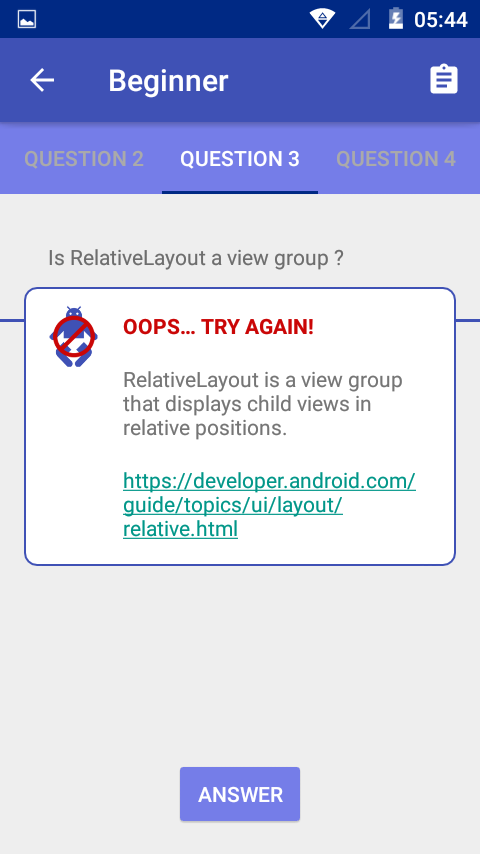 05:44
Beginner
QUESTION 2 QUESTION 3 QUESTION 4
Is RelativeLayout a view group ?
OOPS... TRY AGAIN!
RelativeLayout is a view group
that displays child views in
relative positions.
https://developer.android.com/
guide/topics/ui/layout/
relative.html
ANSWER